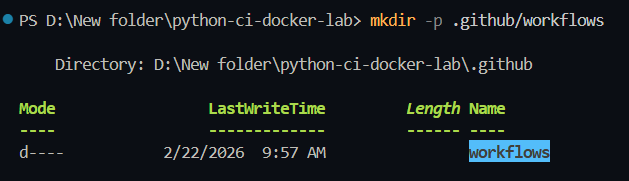 PS D:\New folder\python-ci-docker-lab> mkdir -p .github/workflows
Directory: D:\New folder\python-ci-docker-lab\.github
Mode LastWriteTime Length Name
---- ------------- ------ ----
d---- 2/22/2026 9:57 AM workflows